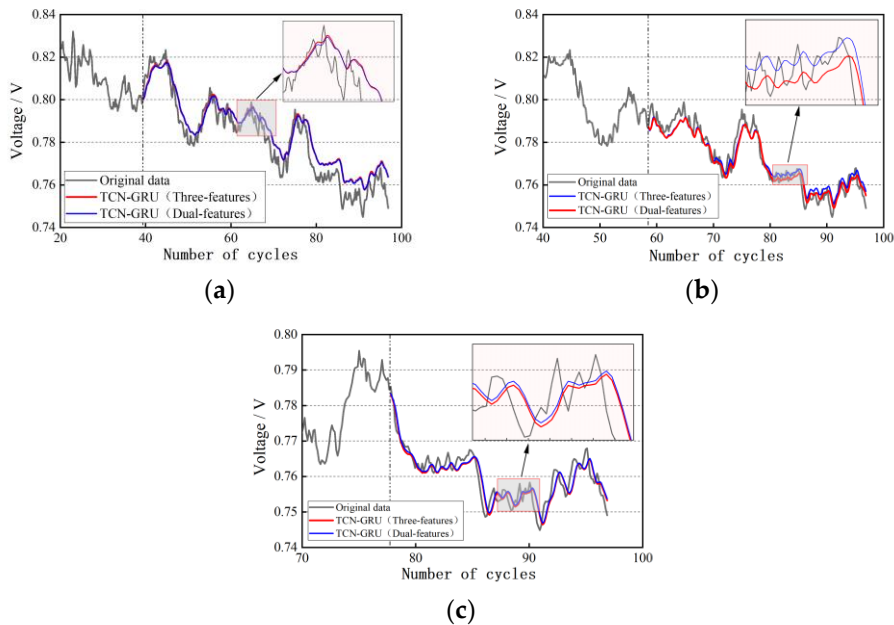 0.84
0.82
0.80
0.78
0.76
0.74
Voltage / V
Original data
TCN-GRU（Three-features）
TCN-GRU（Dual-features）
20 40 60 80 100
Number of cycles
(a)
0.84
0.82
0.80
0.78
0.76
0.74
Voltage / V
Original data
TCN-GRU（Three-features）
TCN-GRU（Dual-features）
40 50 60 70 80 90 100
Number of cycles
(b)
0.80
0.79
0.78
0.77
0.76
0.75
0.74
Voltage / V
Original data
TCN-GRU（Three-features）
TCN-GRU（Dual-features）
70 80 90 100
Number of cycles
(c)